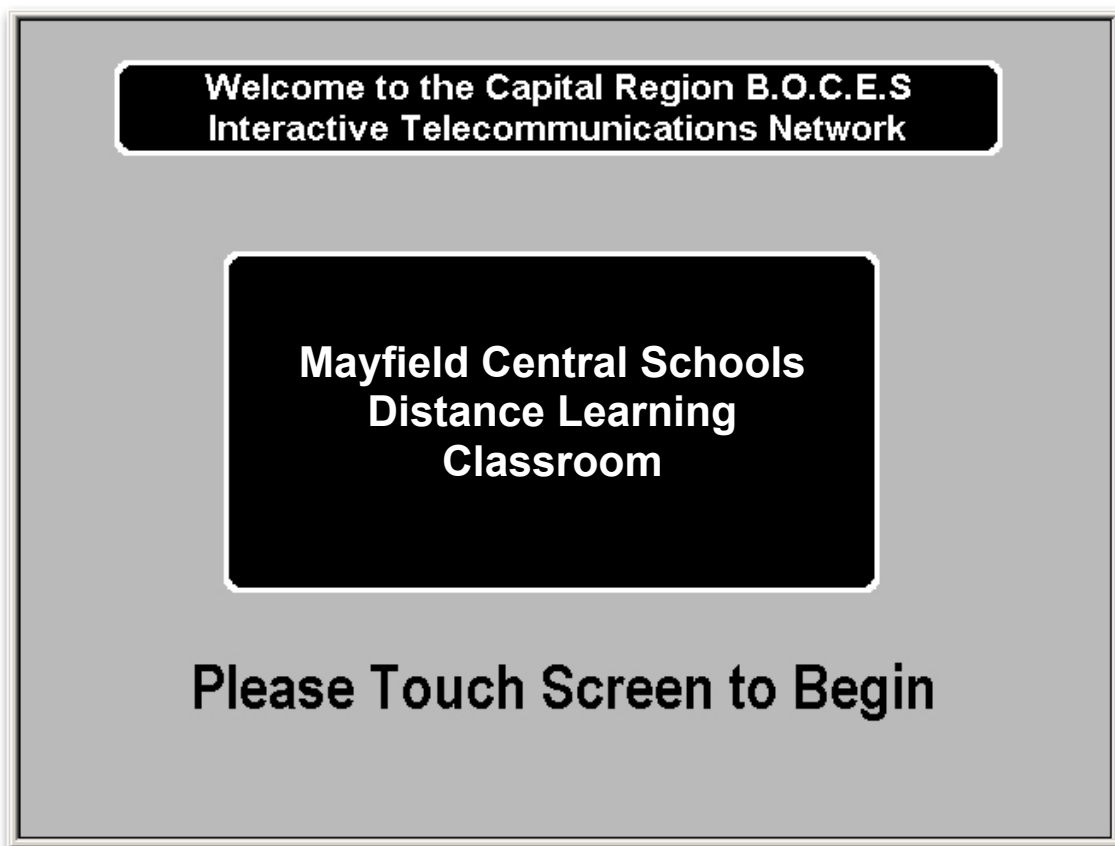 Welcome to the Capital Region B.O.C.E.S
Interactive Telecommunications Network
Mayfield Central Schools
Distance Learning
Classroom
Please Touch Screen to Begin